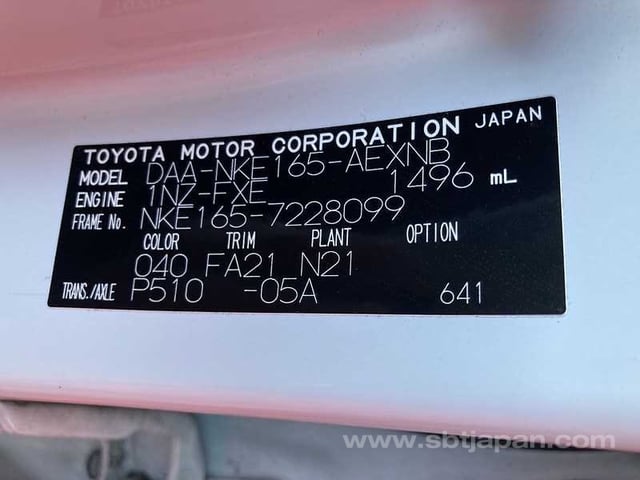 TOYOTA MOTOR CORPORATION JAPAN
MODEL DAA-NKE165-AEXNB
ENGINE 1NZ-FXE 1496 mL
FRAME No. NKE165-7228099
COLOR TRIM PLANT OPTION
040 FA21 N21
TRANS./AXLE P510 -05A 641
www.sbtjapan.com